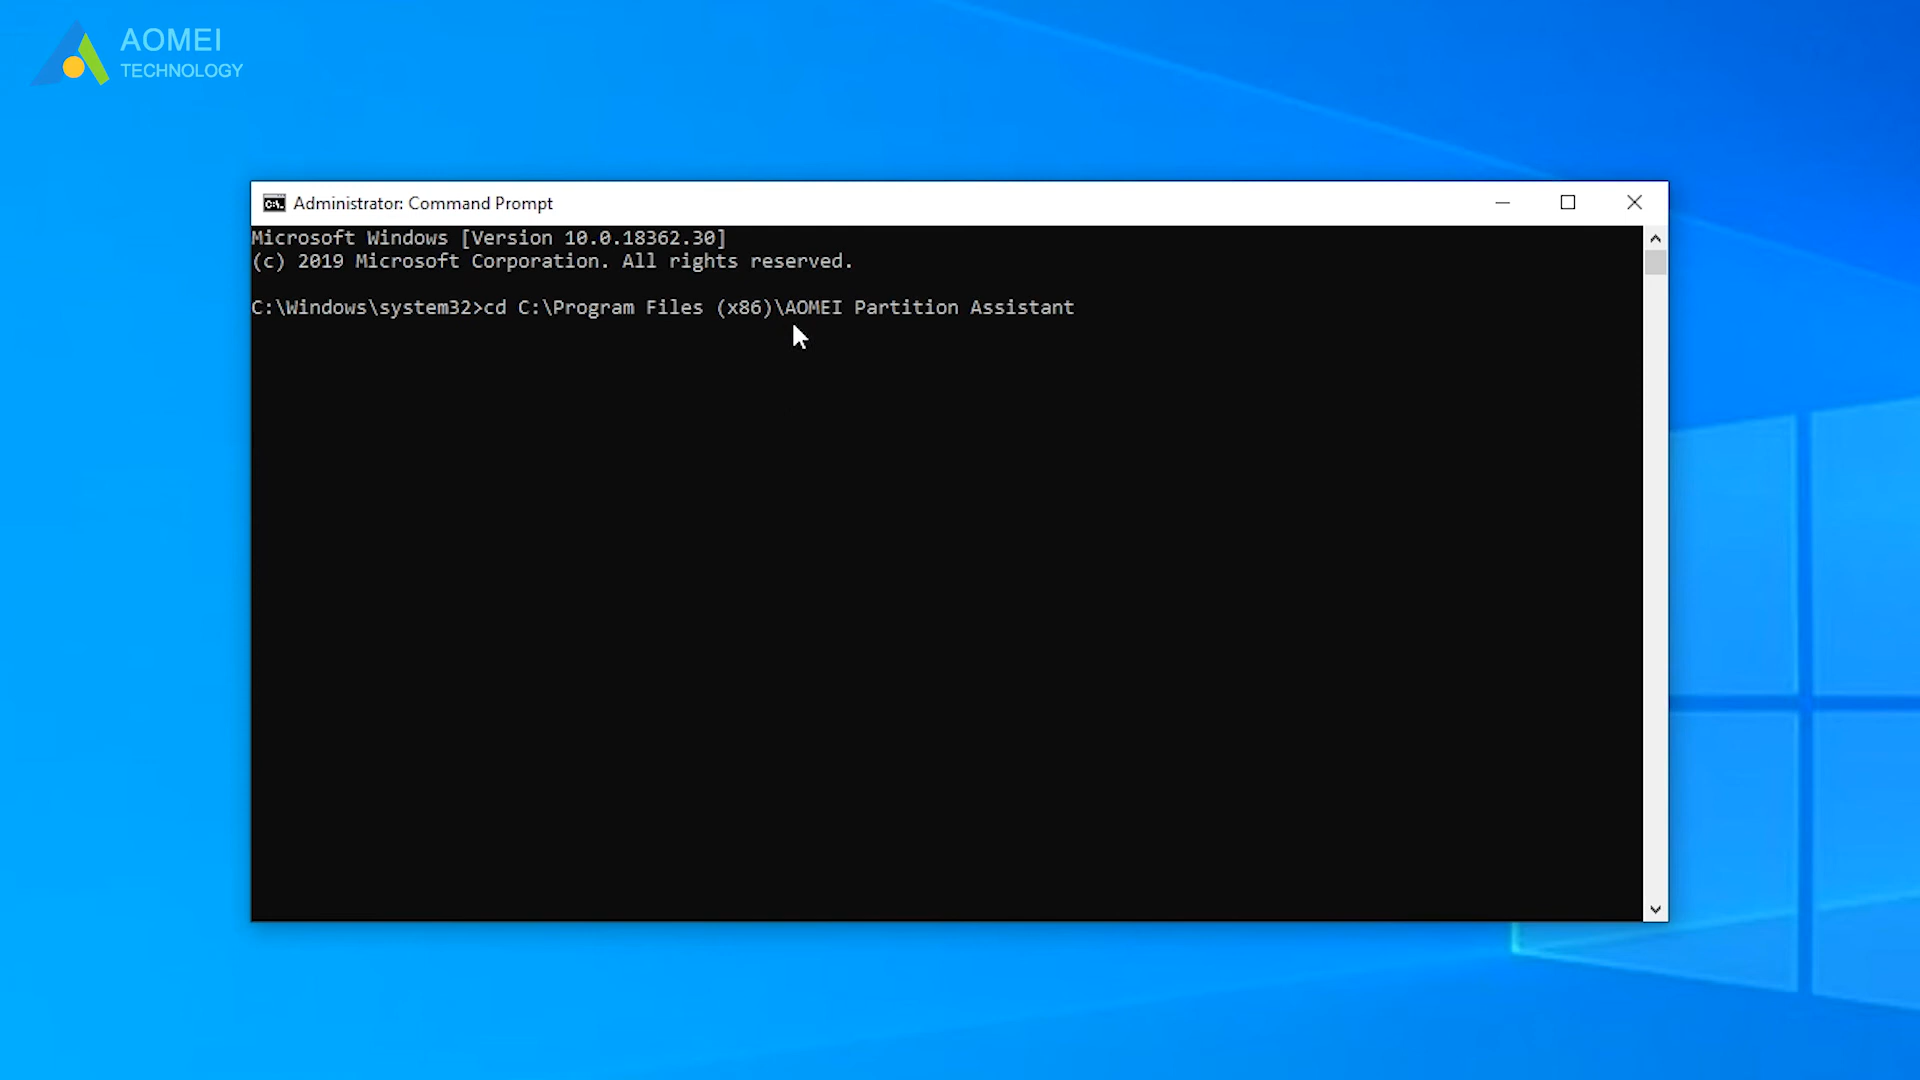 AOMEI
TECHNOLOGY
C:\. Administrator: Command Prompt
Microsoft Windows [Version 10.0.18362.30]
(c) 2019 Microsoft Corporation. All rights reserved.
C:\Windows\system32>cd C:\Program Files (x86)\AOMEI Partition Assistant